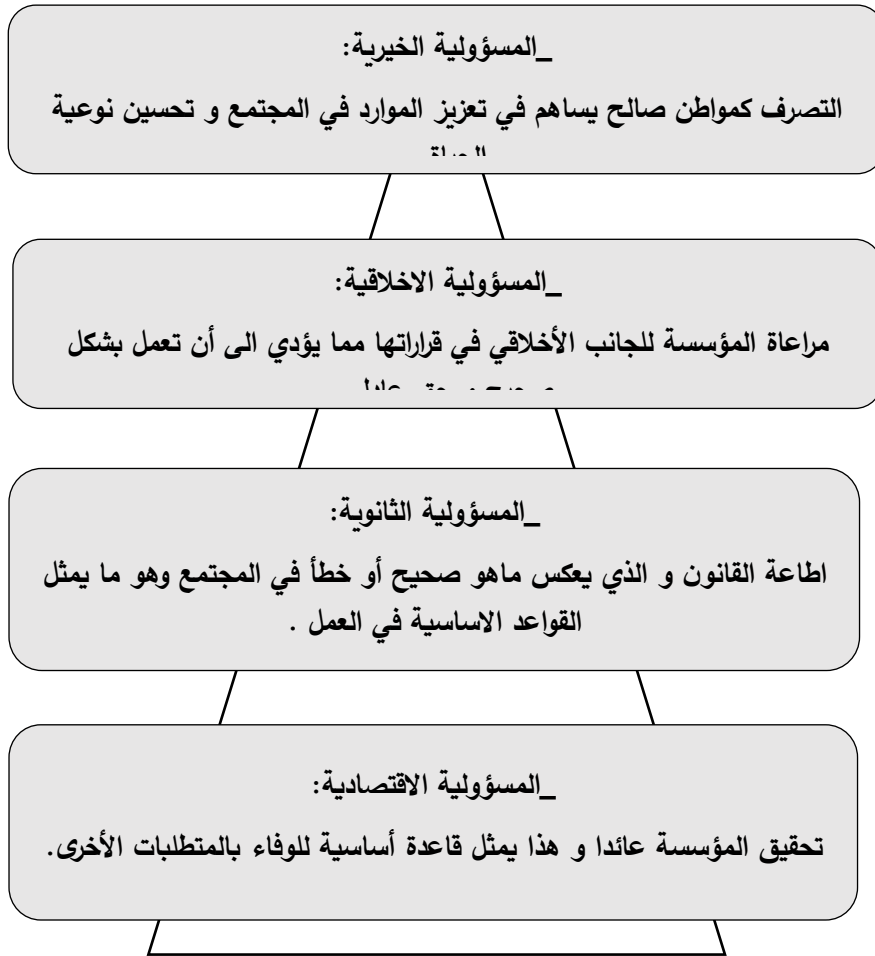 _المسؤولية الخيرية:
التصرف كمواطن صالح يساهم في تعزيز الموارد في المجتمع و تحسين نوعية
_المسؤولية الاخلاقية:
مراعاة المؤسسة للجانب الأخلاقي في قراراتها مما يؤدي الى أن تعمل بشكل
_المسؤولية الثانوية:
اطاعة القانون و الذي يعكس ماهو صحيح أو خطأ في المجتمع وهو ما يمثل
القواعد الاساسية في العمل .
_المسؤولية الاقتصادية:
تحقيق المؤسسة عائدا و هذا يمثل قاعدة أساسية للوفاء بالمتطلبات الأخرى.